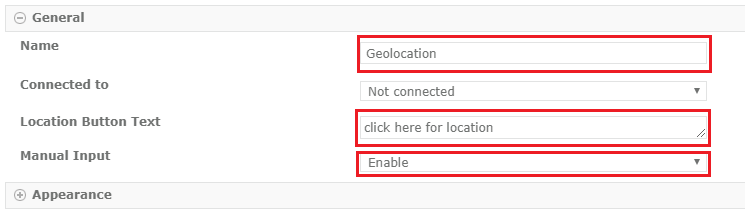 General
Name Geolocation
Connected to Not connected
Location Button Text click here for location
Manual Input Enable
Appearance